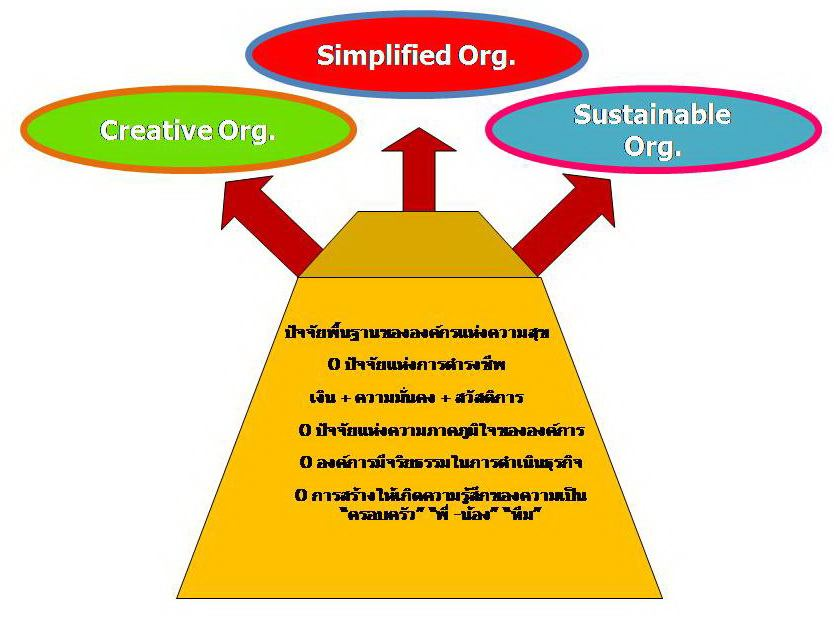 Simplified Org.
Creative Org.
Sustainable
Org.
ปัจจัยพื้นฐานขององค์กรแห่งความสุข
0 ปัจจัยแห่งการดำรงชีพ
เงิน + ความมั่นคง + สวัสดิการ
0 ปัจจัยแห่งความภาคภูมิใจขององค์การ
0 องค์การมีจริยธรรมในการดำเนินธุรกิจ
0 การสร้างให้เกิดความรู้สึกของความเป็น
“ครอบครัว” “พี่ -น้อง” “ทีม”